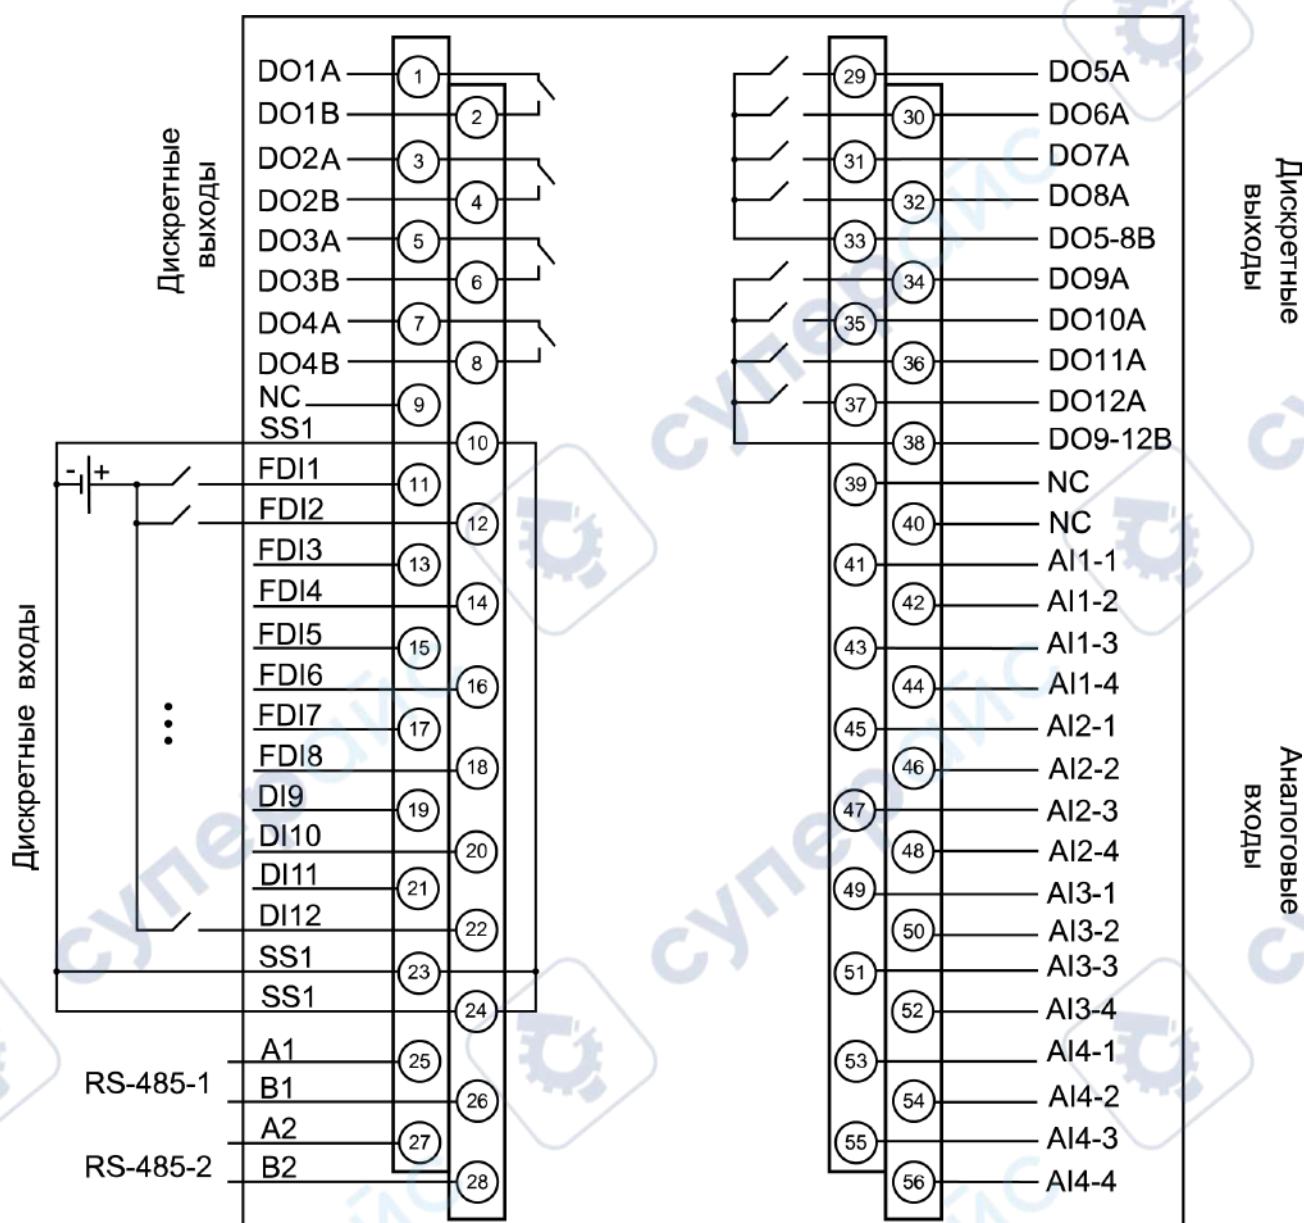 Дискретные
выходы
DO1A 1
DO1B 2
DO2A 3
DO2B 4
DO3A 5
DO3B 6
DO4A 7
DO4B 8
NC 9
SS1 10
- +
FDI1 11
FDI2 12
FDI3 13
FDI4 14
FDI5 15
FDI6 16
FDI7 17
FDI8 18
DI9 19
DI10 20
DI11 21
DI12 22
SS1 23
SS1 24
Дискретные входы
RS-485-1
A1 25
B1 26
RS-485-2
A2 27
B2 28
29 DO5A
30 DO6A
31 DO7A
32 DO8A
33 DO5-8B
34 DO9A
35 DO10A
36 DO11A
37 DO12A
38 DO9-12B
39 NC
40 NC
41 AI1-1
42 AI1-2
43 AI1-3
44 AI1-4
45 AI2-1
46 AI2-2
47 AI2-3
48 AI2-4
49 AI3-1
50 AI3-2
51 AI3-3
52 AI3-4
53 AI4-1
54 AI4-2
55 AI4-3
56 AI4-4
Дискретные
выходы
Аналоговые
входы
суперайс
суперайс
суперайс